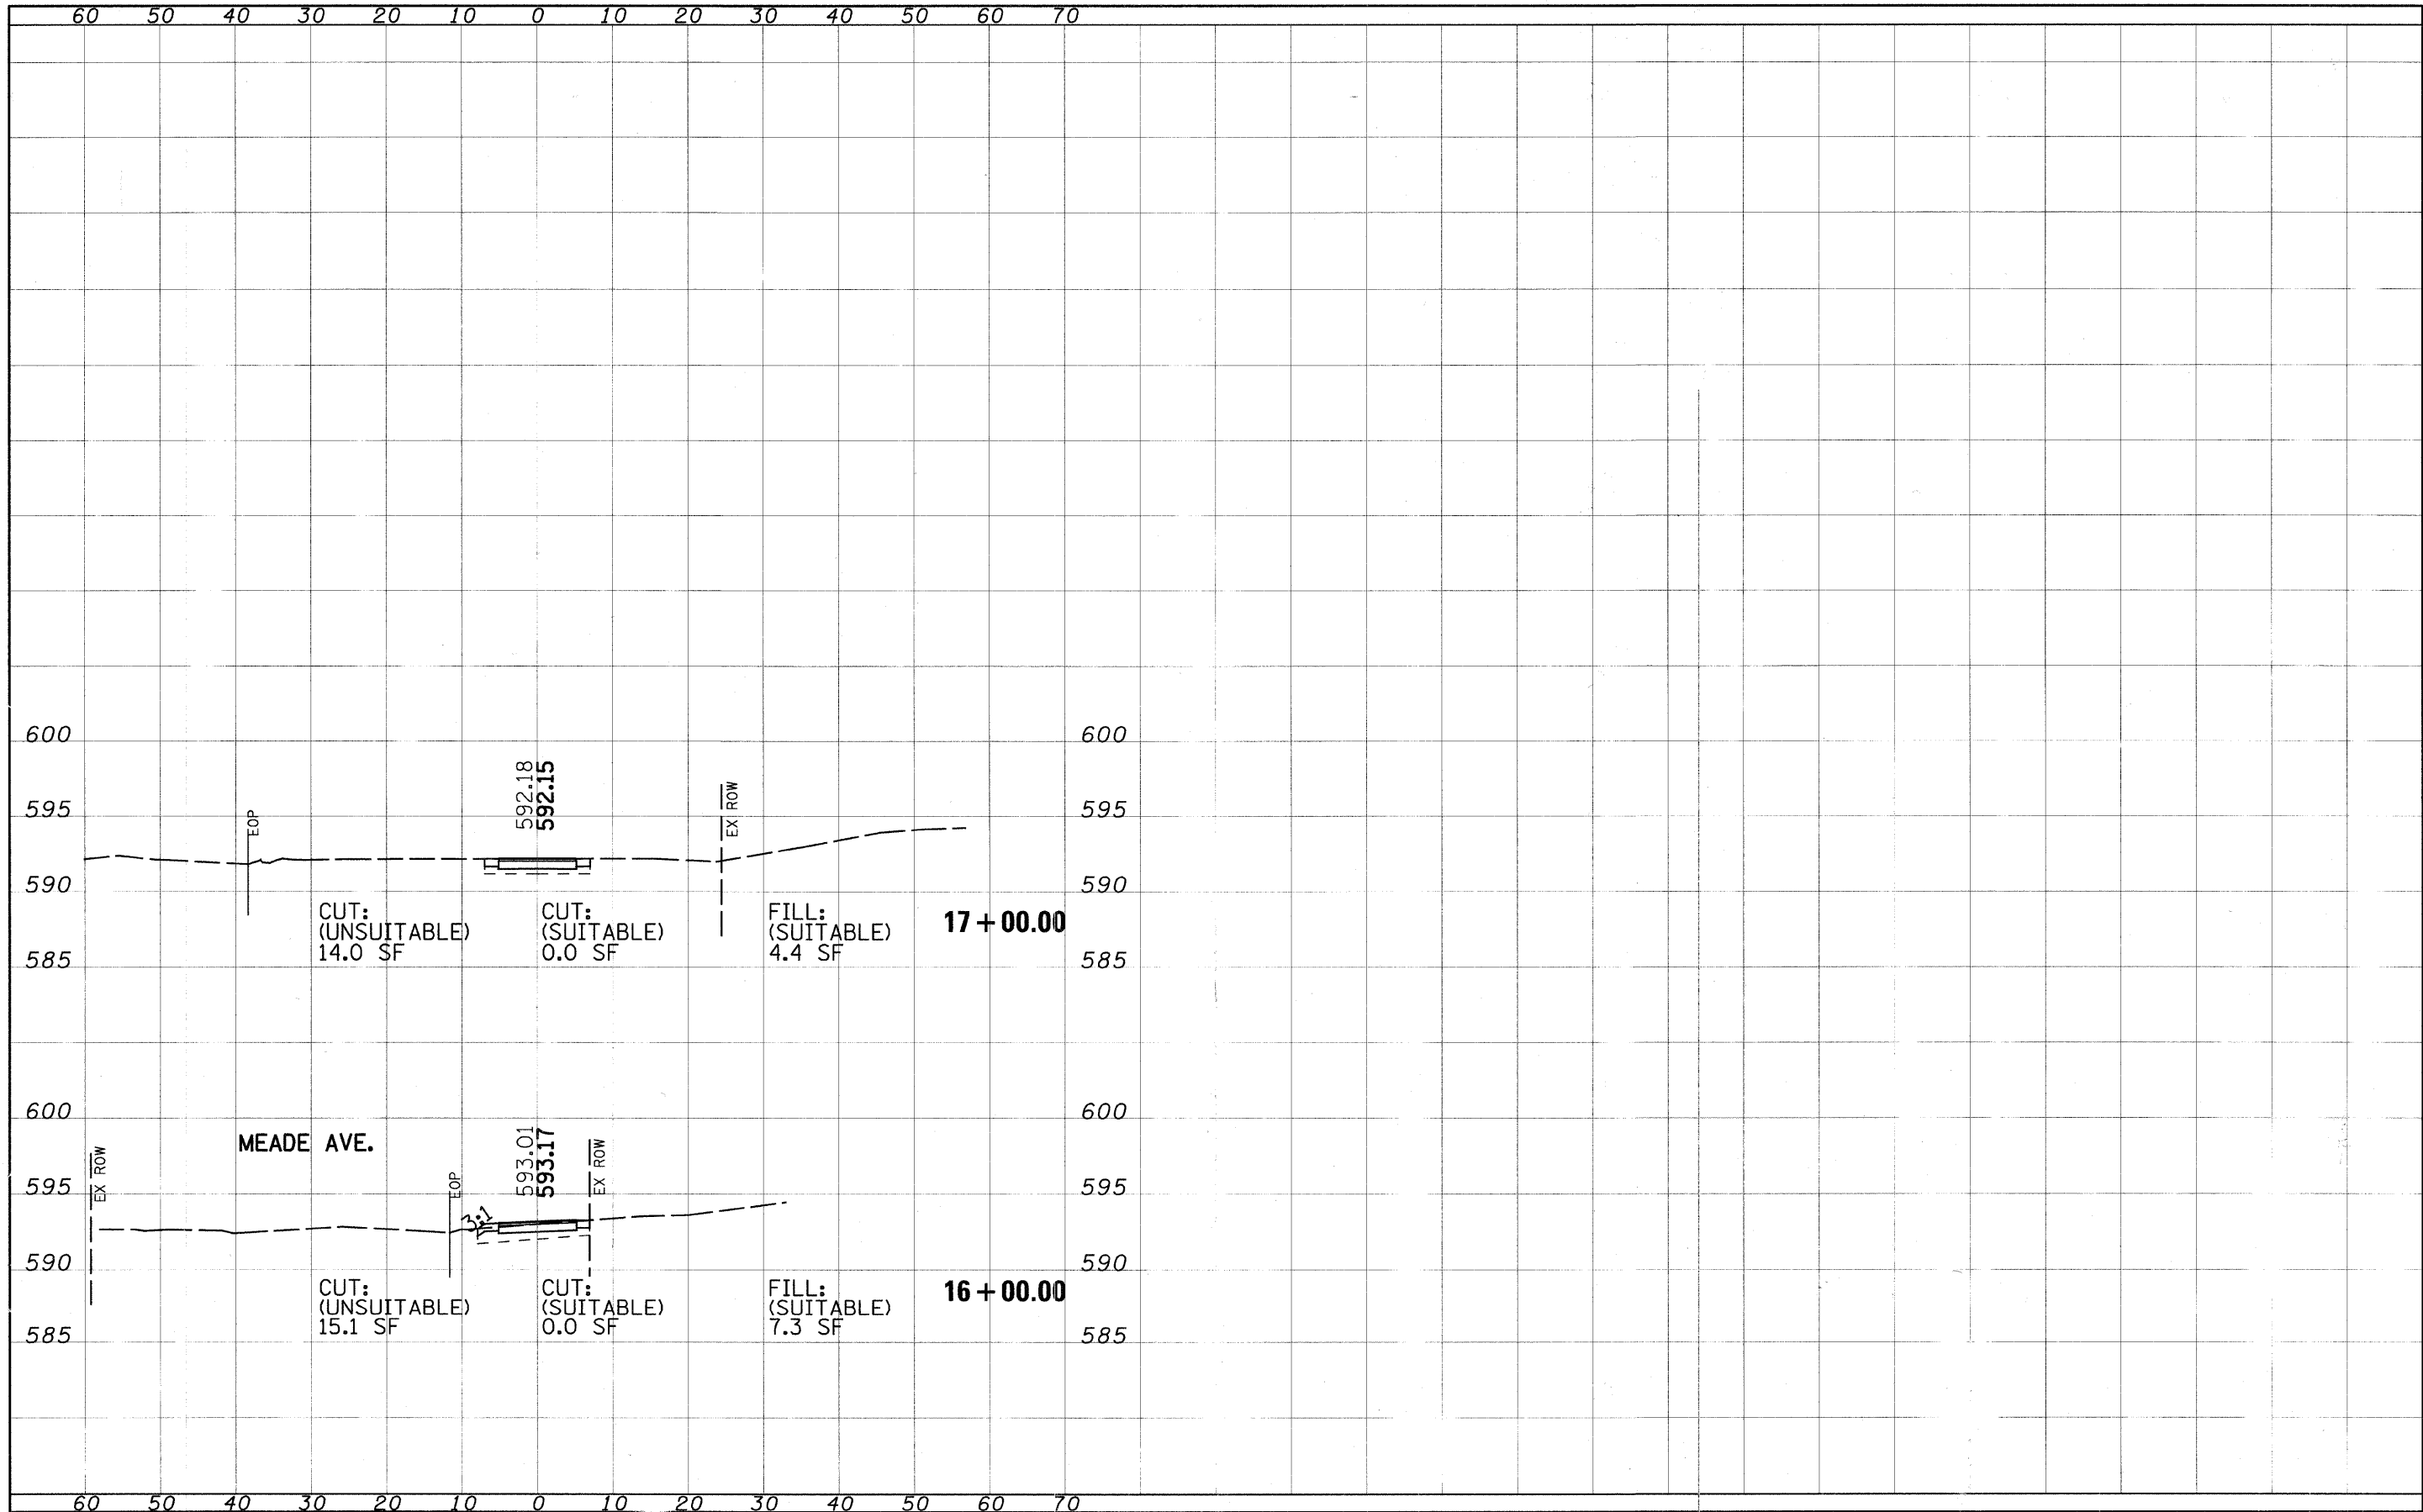 60 50 40 30 20 10 0 10 20 30 40 50 60 70
600 600
592.18
592.15
595 EOP EX ROW 595
590 590
CUT: CUT: FILL: 17+00.00
(UNSUITABLE) (SUITABLE) (SUITABLE)
14.0 SF 0.0 SF 4.4 SF
585 585
600 600
MEADE AVE.
593.01
593.17
EX ROW EOP EX ROW
595 595
3:1
590 590
CUT: CUT: FILL: 16+00.00
(UNSUITABLE) (SUITABLE) (SUITABLE)
15.1 SF 0.0 SF 7.3 SF
585 585
60 50 40 30 20 10 0 10 20 30 40 50 60 70